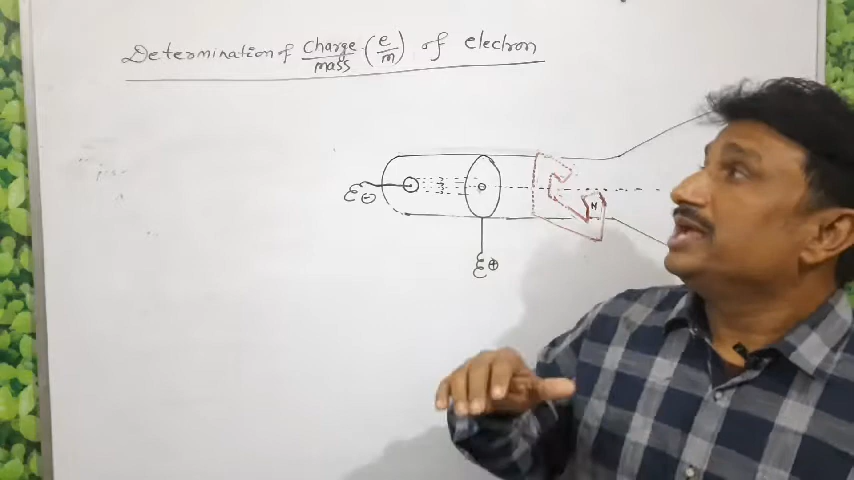 Determination of charge/mass (e/m) of electron
N